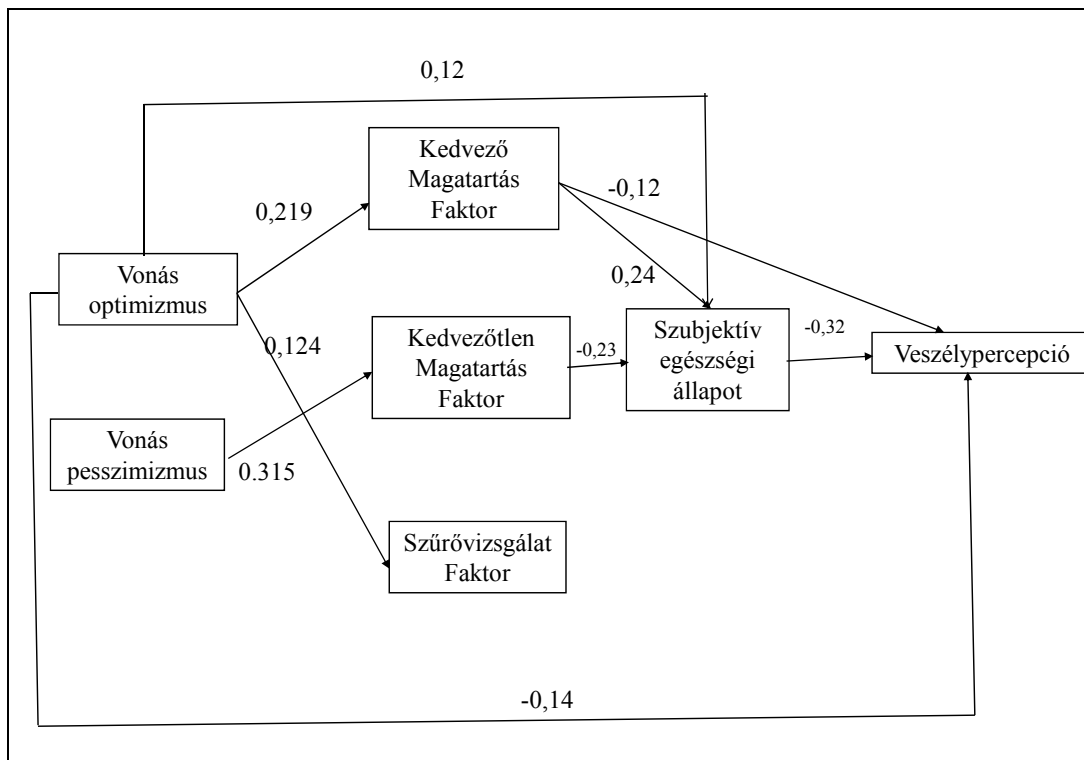 0,12
Kedvező
Magatartás
Faktor
-0,12
0,219
0,24
Vonás
optimizmus
0,124
Kedvezőtlen
Magatartás
Faktor
-0,23
Szubjektív
egészségi
állapot
-0,32
Veszélypercepció
Vonás
pesszimizmus
0.315
Szűrővizsgálat
Faktor
-0,14